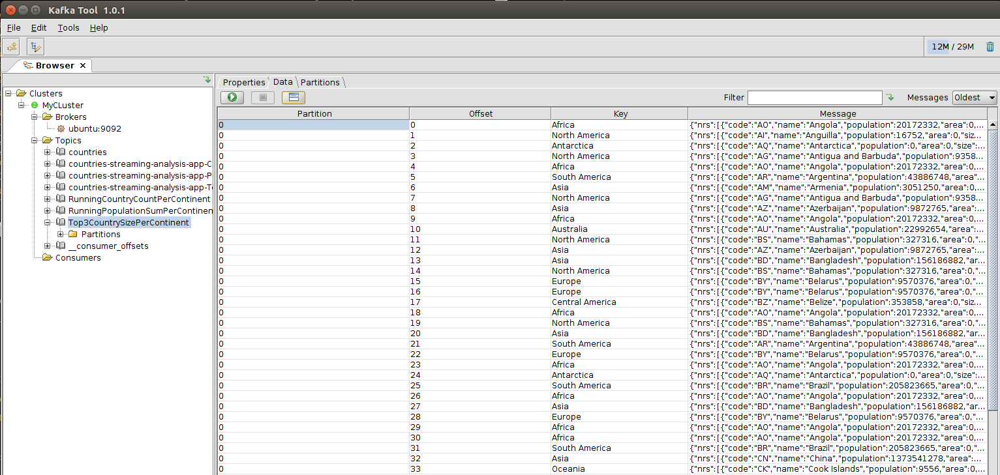 Kafka Tool 1.0.1
File Edit Tools Help
12M / 29M
Browser
Clusters
MyCLuster
Brokers
ubuntu:9092
Topics
countries
countries-streaming-analysis-app-C
countries-streaming-analysis-app-P
countries-streaming-analysis-app-T
RunningCountryCountPerContinent
RunningPopulationSumPerContinen
Top3CountrySizePerContinent
Partitions
__consumer_offsets
Consumers
Properties Data Partitions
Filter Messages Oldest
Partition Offset Key Message
0 0 Africa {"nrs":[{"code":"AO","name":"Angola","population":20172332,"area":0,...
0 1 North America {"nrs":[{"code":"AI","name":"Anguilla","population":16752,"area":0,"siz...
0 2 Antarctica {"nrs":[{"code":"AQ","name":"Antarctica","population":0,"area":0,"size":...
0 3 North America {"nrs":[{"code":"AG","name":"Antigua and Barbuda","population":9358...
0 4 Africa {"nrs":[{"code":"AO","name":"Angola","population":20172332,"area":0,...
0 5 South America {"nrs":[{"code":"AR","name":"Argentina","population":43886748,"area"...
0 6 Asia {"nrs":[{"code":"AM","name":"Armenia","population":3051250,"area":...
0 7 North America {"nrs":[{"code":"AG","name":"Antigua and Barbuda","population":9358...
0 8 Asia {"nrs":[{"code":"AZ","name":"Azerbaijan","population":9872765,"area":...
0 9 Africa {"nrs":[{"code":"AO","name":"Angola","population":20172332,"area":0,...
0 10 Australia {"nrs":[{"code":"AU","name":"Australia","population":22992654,"area":...
0 11 North America {"nrs":[{"code":"BS","name":"Bahamas","population":327316,"area":0,"...
0 12 Asia {"nrs":[{"code":"AZ","name":"Azerbaijan","population":9872765,"area":...
0 13 Asia {"nrs":[{"code":"BD","name":"Bangladesh","population":156186882,"ar...
0 14 North America {"nrs":[{"code":"BS","name":"Bahamas","population":327316,"area":0,"...
0 15 Europe {"nrs":[{"code":"BY","name":"Belarus","population":9570376,"area":0,"...
0 16 Europe {"nrs":[{"code":"BY","name":"Belarus","population":9570376,"area":0,"...
0 17 Central America {"nrs":[{"code":"BZ","name":"Belize","population":353858,"area":0,"siz...
0 18 Africa {"nrs":[{"code":"AO","name":"Angola","population":20172332,"area":0,...
0 19 North America {"nrs":[{"code":"BS","name":"Bahamas","population":327316,"area":0,"...
0 20 Asia {"nrs":[{"code":"BD","name":"Bangladesh","population":156186882,"ar...
0 21 South America {"nrs":[{"code":"AR","name":"Argentina","population":43886748,"area"...
0 22 Europe {"nrs":[{"code":"BY","name":"Belarus","population":9570376,"area":0,"...
0 23 Africa {"nrs":[{"code":"AO","name":"Angola","population":20172332,"area":0,...
0 24 Antarctica {"nrs":[{"code":"AQ","name":"Antarctica","population":0,"area":0,"size":...
0 25 South America {"nrs":[{"code":"BR","name":"Brazil","population":205823665,"area":0,"...
0 26 Africa {"nrs":[{"code":"AO","name":"Angola","population":20172332,"area":0,...
0 27 Asia {"nrs":[{"code":"BD","name":"Bangladesh","population":156186882,"ar...
0 28 Europe {"nrs":[{"code":"BY","name":"Belarus","population":9570376,"area":0,"...
0 29 Africa {"nrs":[{"code":"AO","name":"Angola","population":20172332,"area":0,...
0 30 Africa {"nrs":[{"code":"AO","name":"Angola","population":20172332,"area":0,...
0 31 South America {"nrs":[{"code":"BR","name":"Brazil","population":205823665,"area":0,"...
0 32 Asia {"nrs":[{"code":"CN","name":"China","population":1373541278,"area":...
0 33 Oceania {"nrs":[{"code":"CK","name":"Cook Islands","population":9556,"area":0,...